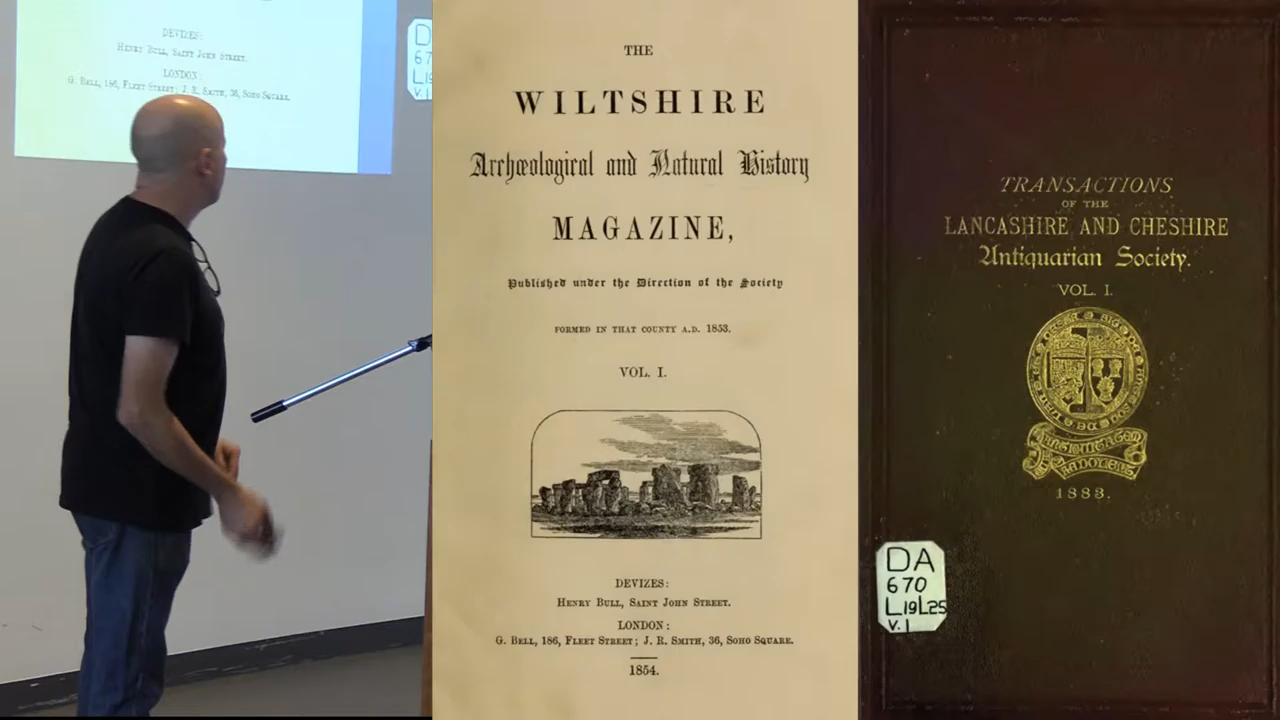 DEVIZES:
HENRY BULL, SAINT JOHN STREET.
LONDON:
G. BELL, 186, FLEET STREET; J. R. SMITH, 36, SOHO SQUARE.
D
67
L19
V.1
THE
WILTSHIRE
Archæological and Natural History
MAGAZINE,
Published under the Direction of the Society
FORMED IN THAT COUNTY A.D. 1853.
VOL. I.
DEVIZES:
HENRY BULL, SAINT JOHN STREET.
LONDON:
G. BELL, 186, FLEET STREET; J. R. SMITH, 36, SOHO SQUARE.
1854.
TRANSACTIONS
OF THE
LANCASHIRE AND CHESHIRE
Antiquarian Society.
VOL. I.
1883.
DA
670
L19L25
V.1